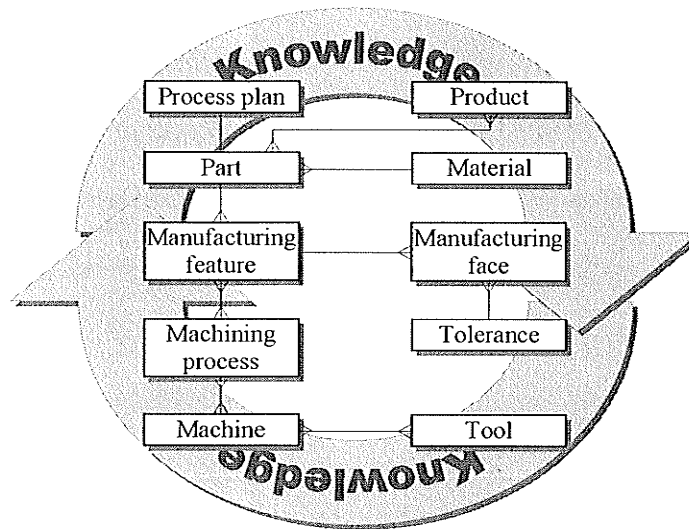 Knowledge
Process plan
Product
Part
Material
Manufacturing
feature
Manufacturing
face
Machining
process
Tolerance
Machine
Tool
Knowledge